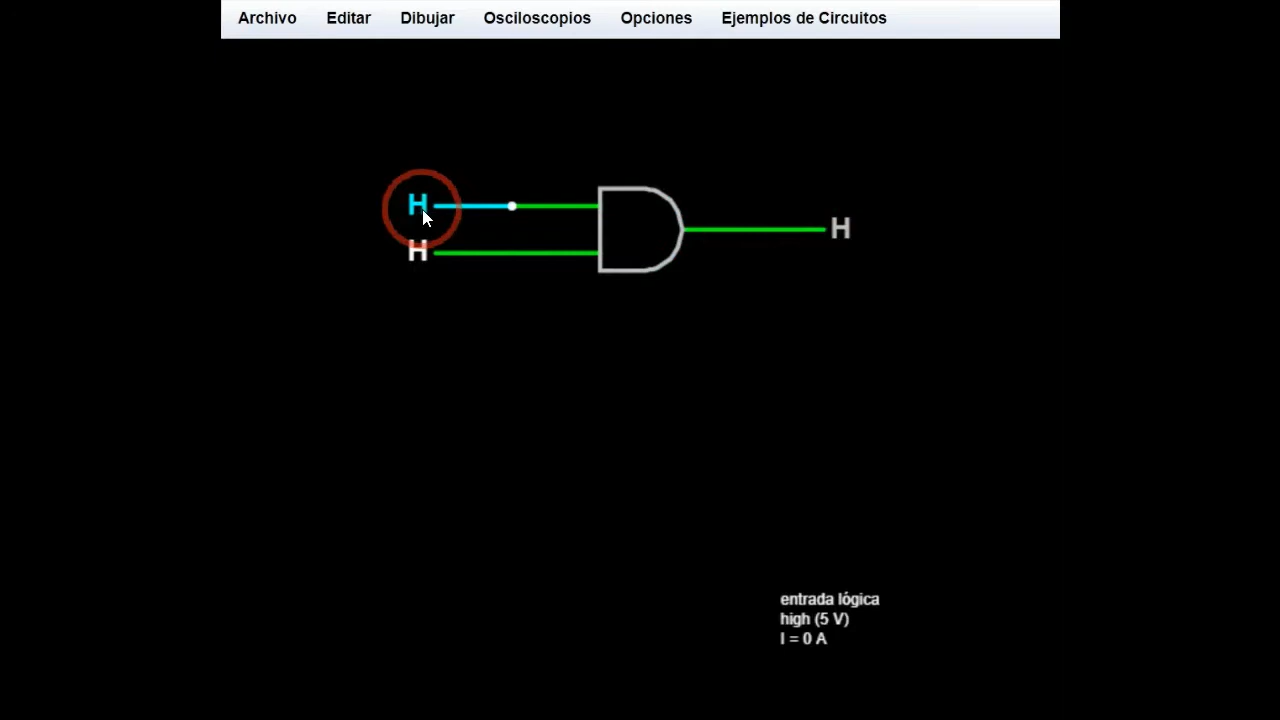 Archivo Editar Dibujar Osciloscopios Opciones Ejemplos de Circuitos
H
H
H
entrada lógica
high (5 V)
I = 0 A